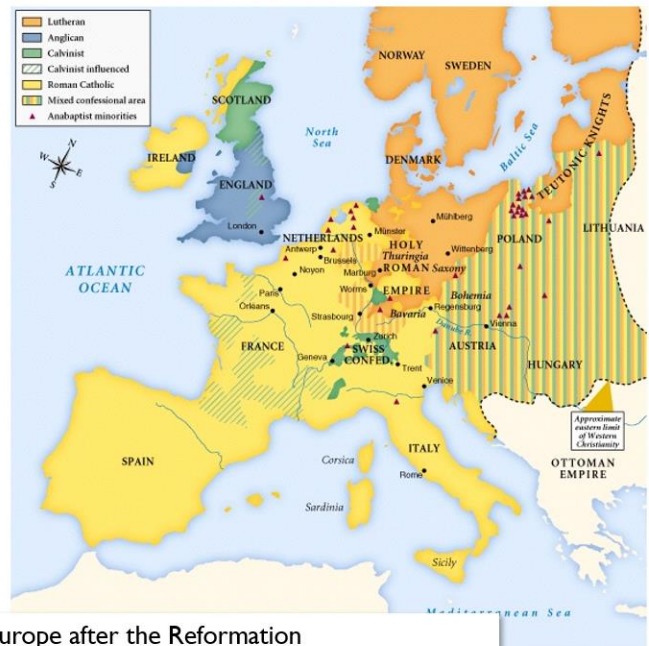 Lutheran
Anglican
Calvinist
Calvinist influenced
Roman Catholic
Mixed confessional area
Anabaptist minorities
N
W
E
S
NORWAY
SWEDEN
SCOTLAND
North
Sea
Baltic Sea
TEUTONIC KNIGHTS
IRELAND
DENMARK
ENGLAND
London
Mühlberg
LITHUANIA
NETHERLANDS
Münster
HOLY
POLAND
Antwerp
Brussels
Thuringia
Wittenberg
ATLANTIC
OCEAN
Noyon
Marburg
ROMAN
Saxony
Paris
Worms
EMPIRE
Bohemia
Orléans
Regensburg
Strasbourg
Bavaria
Danube R.
Vienna
Zurich
FRANCE
SWISS
CONFED.
AUSTRIA
Geneva
Trent
HUNGARY
Venice
Approximate
eastern limit
of Western
Christianity
ITALY
SPAIN
Corsica
OTTOMAN
EMPIRE
Rome
Sardinia
Sicily
Mediterranean Sea
urope after the Reformation